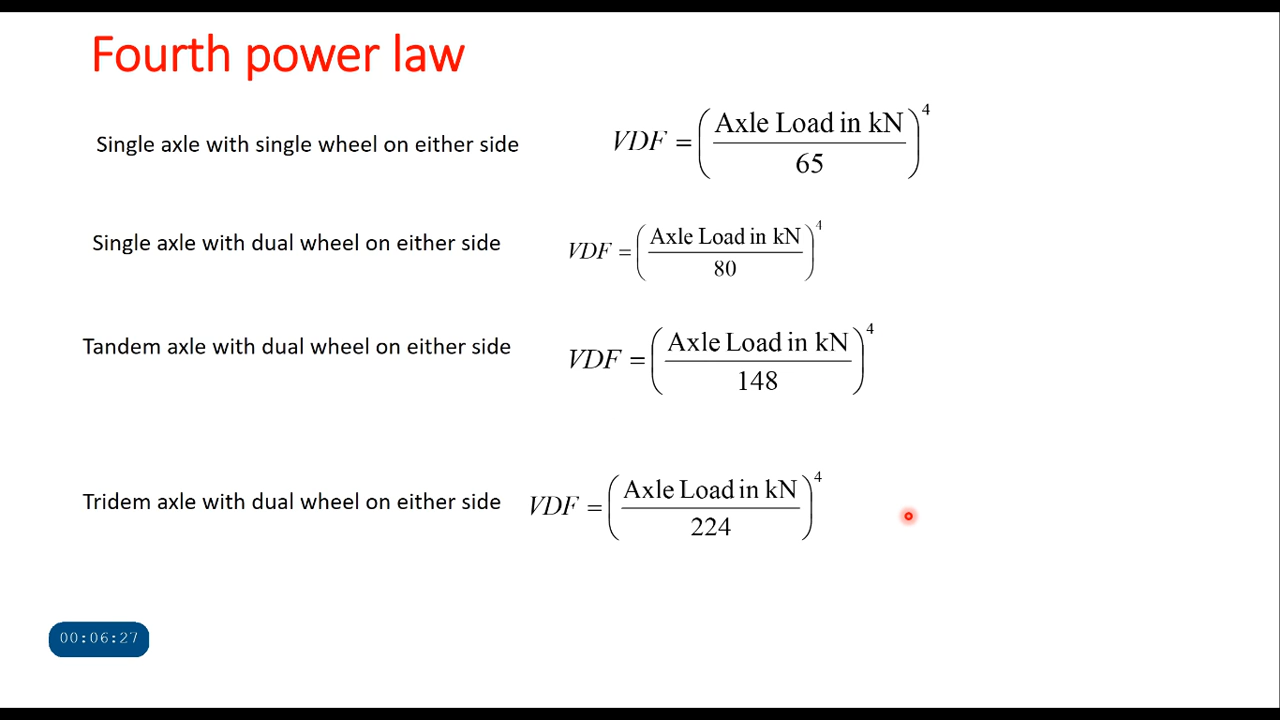 Fourth power law
Single axle with single wheel on either side
VDF = (Axle Load in kN / 65)^4
Single axle with dual wheel on either side
VDF = (Axle Load in kN / 80)^4
Tandem axle with dual wheel on either side
VDF = (Axle Load in kN / 148)^4
Tridem axle with dual wheel on either side
VDF = (Axle Load in kN / 224)^4
00:06:27